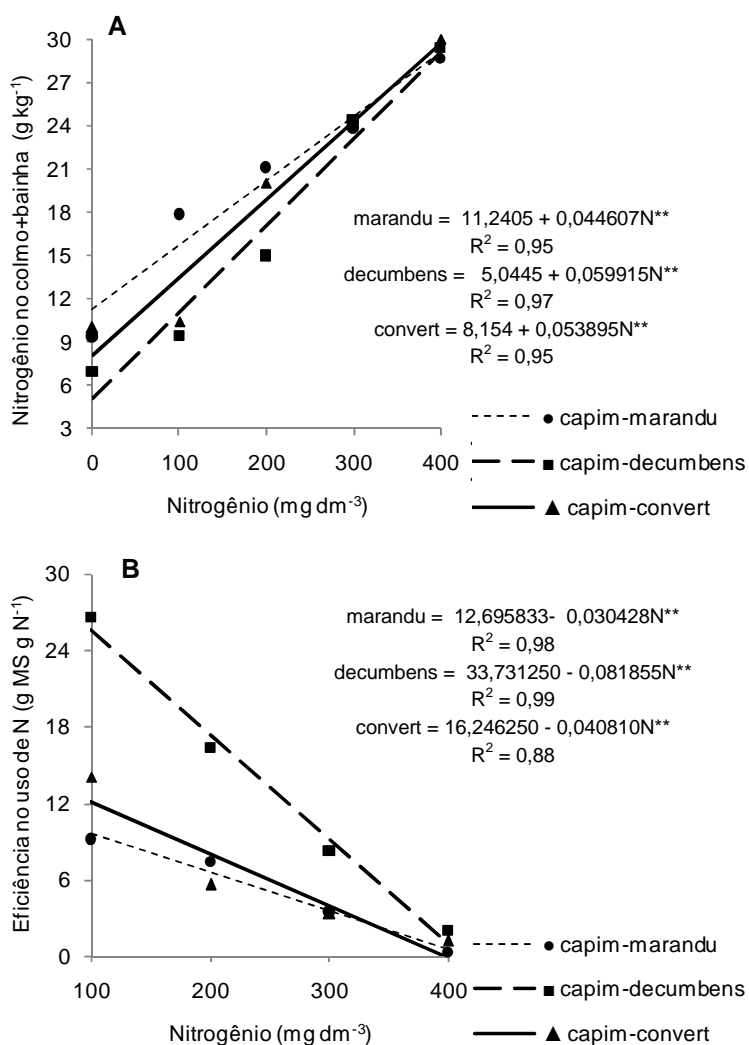 A
Nitrogênio no colmo+bainha (g kg⁻¹)
30
27
24
21
18
15
12
9
6
3
marandu = 11,2405 + 0,044607N**
R² = 0,95
decumbens = 5,0445 + 0,059915N**
R² = 0,97
convert = 8,154 + 0,053895N**
R² = 0,95
0 100 200 300 400
Nitrogênio (mg dm⁻³)
capim-marandu
capim-decumbens
capim-convert
B
Eficiência no uso de N (g MS g N⁻¹)
30
24
18
12
6
0
marandu = 12,695833- 0,030428N**
R² = 0,98
decumbens = 33,731250 - 0,081855N**
R² = 0,99
convert = 16,246250 - 0,040810N**
R² = 0,88
100 200 300 400
Nitrogênio (mg dm⁻³)
capim-marandu
capim-decumbens
capim-convert